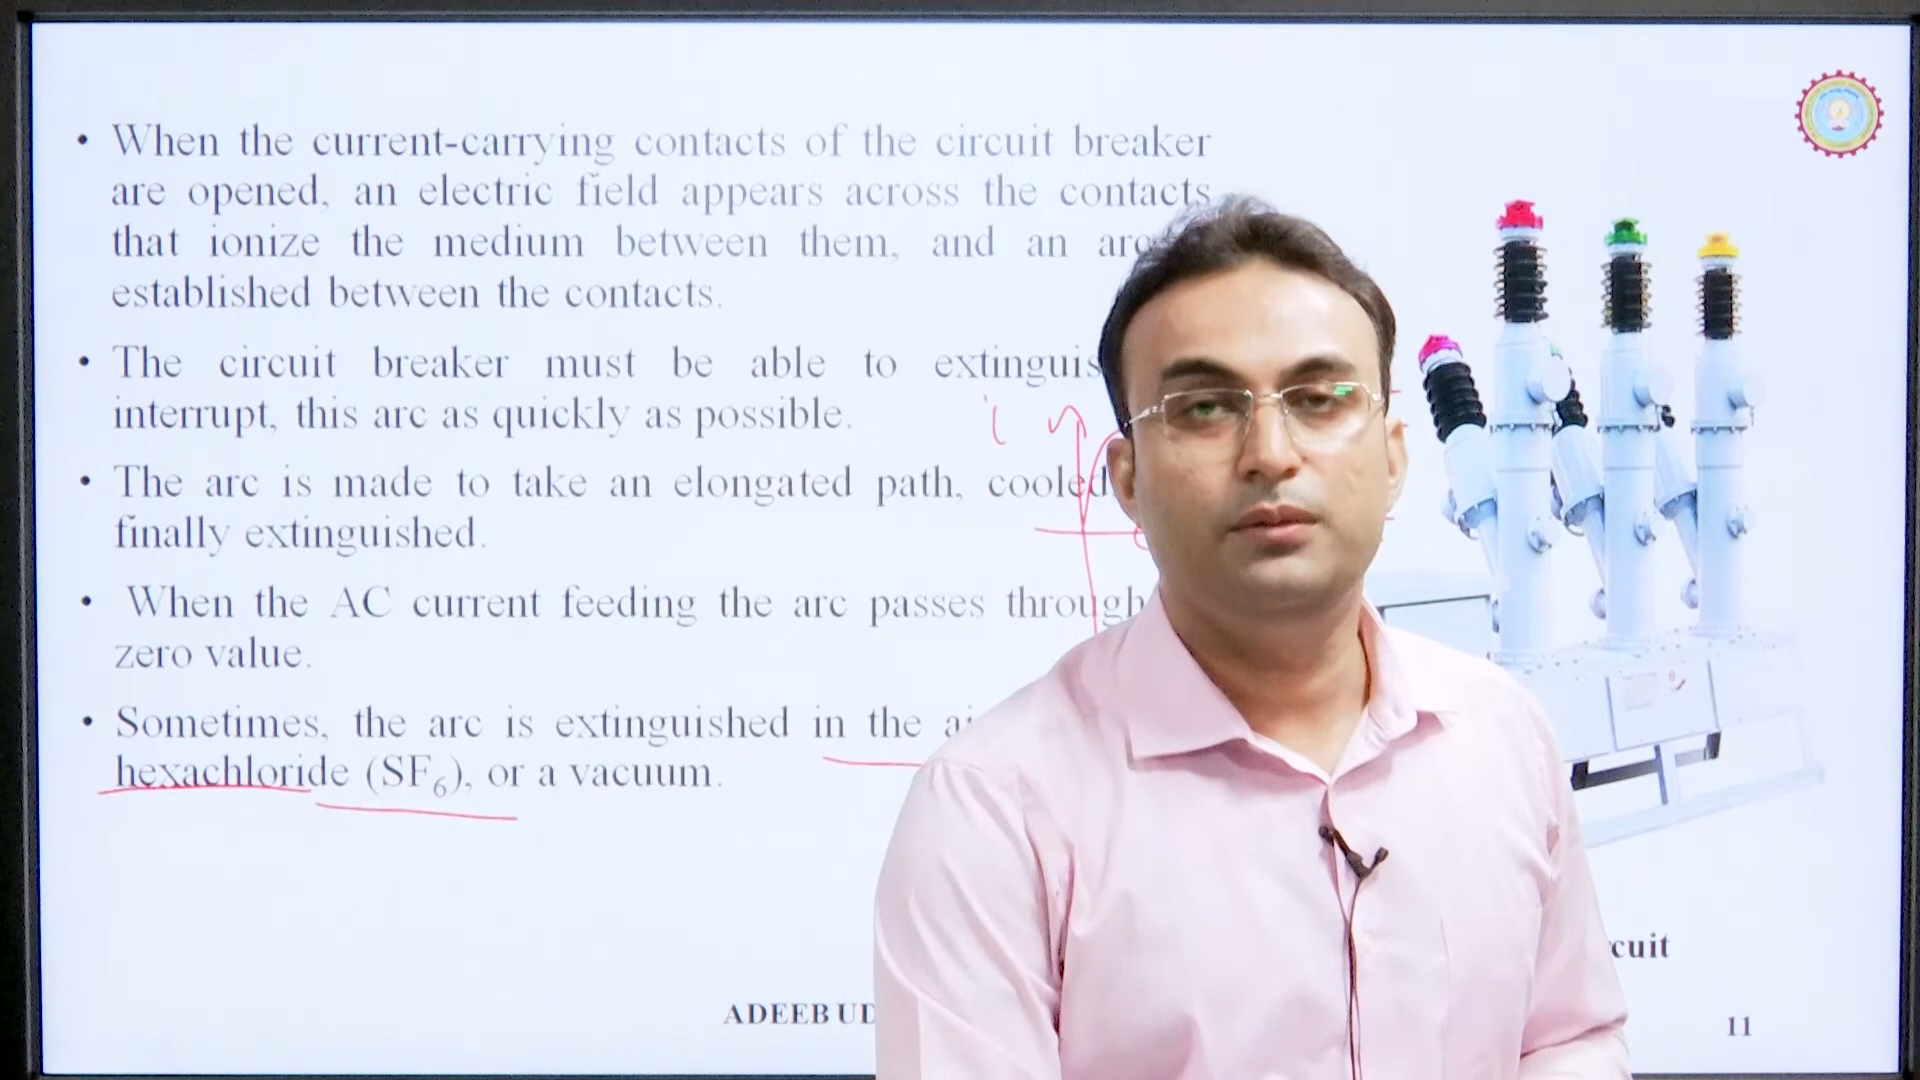 • When the current-carrying contacts of the circuit breaker
are opened, an electric field appears across the contacts
that ionize the medium between them, and an arc
established between the contacts.
• The circuit breaker must be able to
interrupt, this arc as quickly as possible.
• The arc is made to take an elongated path, cooled,
finally extinguished.
• When the AC current feeding the arc passes through
zero value.
• Sometimes, the arc is extinguished in the
hexachloride (SF6), or a vacuum.
i
ADEEB
11